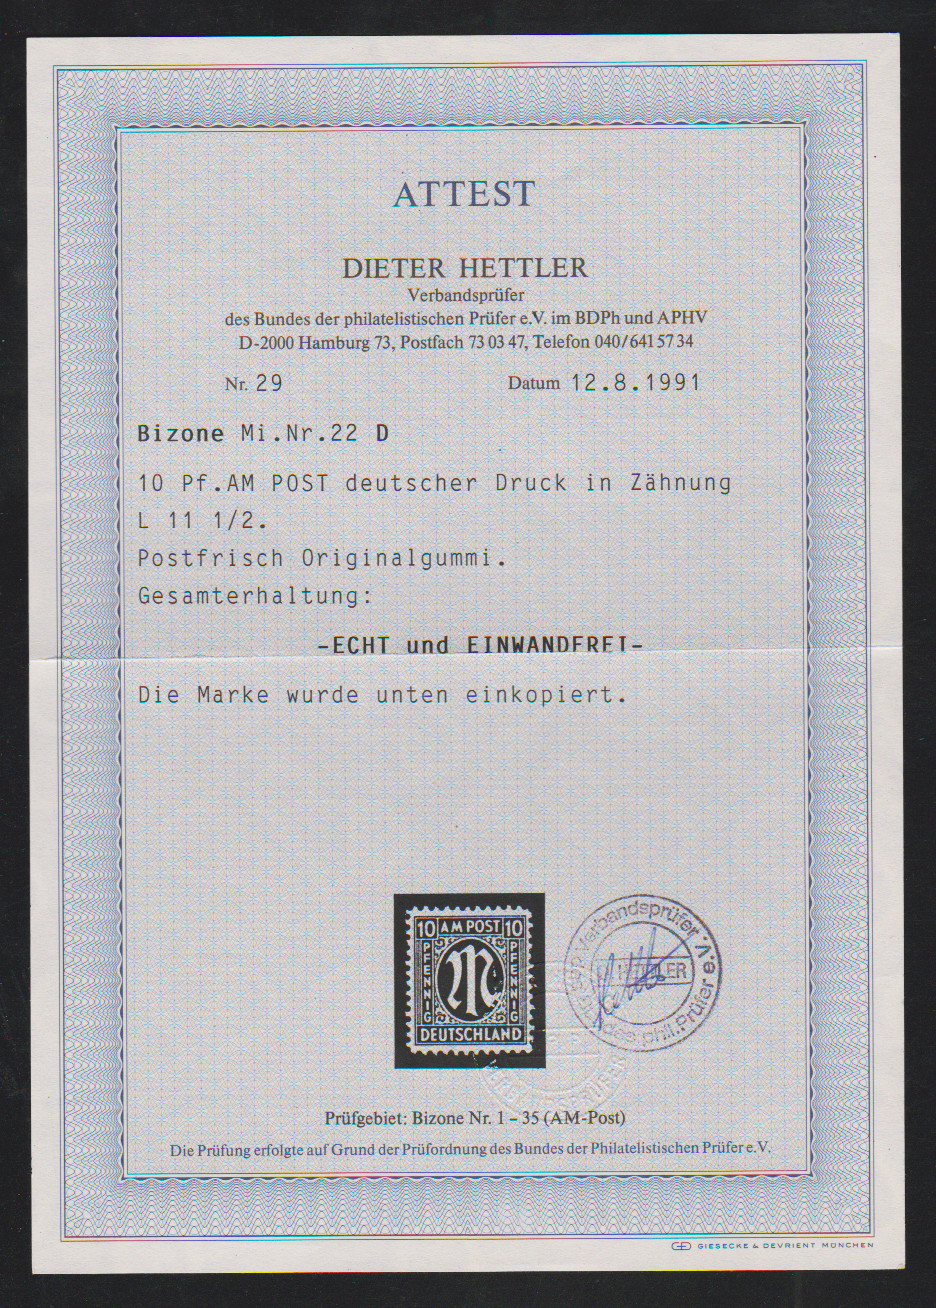 ATTEST
DIETER HETTLER
Verbandsprüfer
des Bundes der philatelistischen Prüfer e.V. im BDPh und APHV
D-2000 Hamburg 73, Postfach 73 03 47, Telefon 040/641 57 34
Nr. 29 Datum 12.8.1991
Bizone Mi.Nr.22 D
10 Pf.AM POST deutscher Druck in Zähnung
L 11 1/2.
Postfrisch Originalgummi.
Gesamterhaltung:
-ECHT und EINWANDFREI-
Die Marke wurde unten einkopiert.
10 AM POST 10
PFENNIG
PFENNIG
DEUTSCHLAND
Verbandsprüfer
des phil. Prüfer e.V.
Prüfgebiet: Bizone Nr. 1 – 35 (AM-Post)
Die Prüfung erfolgte auf Grund der Prüfordnung des Bundes der Philatelistischen Prüfer e.V.
GIESECKE & DEVRIENT MÜNCHEN